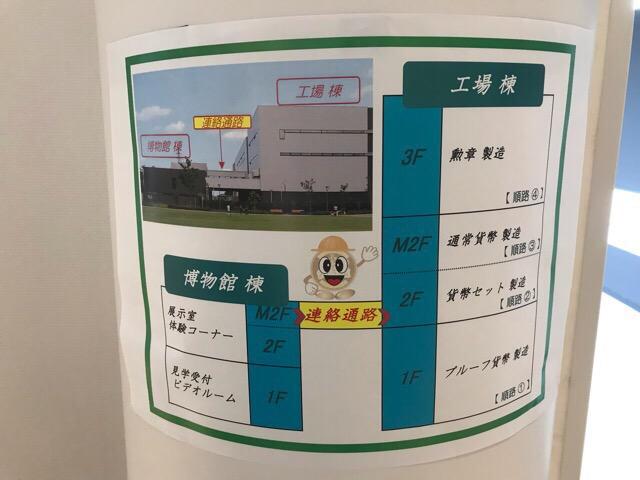 工場 棟
連絡通路
博物館 棟
工場 棟
3F
勲章 製造
【 順路 ④ 】
M2F
通常貨幣 製造
【 順路 ③ 】
2F
貨幣セット 製造
【 順路 ② 】
1F
プルーフ貨幣 製造
【 順路 ① 】
博物館 棟
展示室
体験コーナー
M2F
2F
見学受付
ビデオルーム
1F
連絡通路